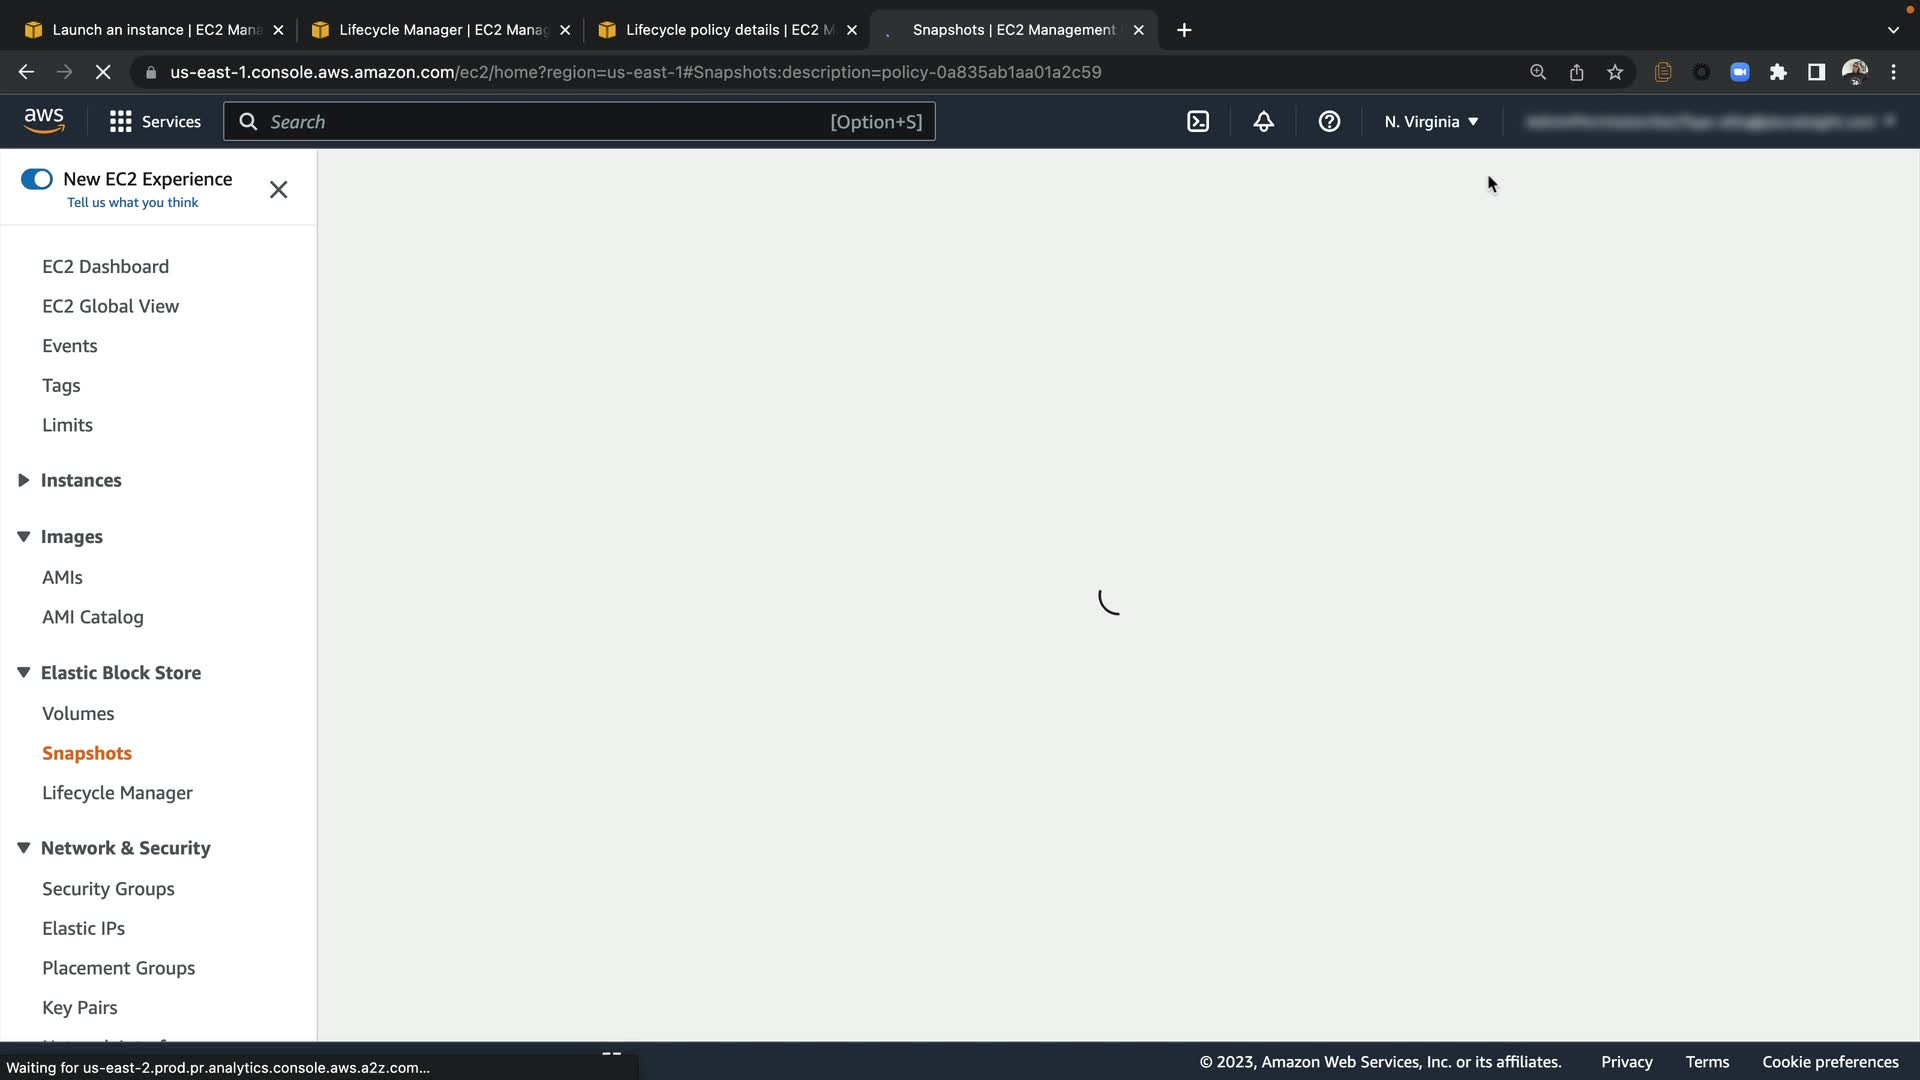 Launch an instance | EC2 Mana
Lifecycle Manager | EC2 Manag
Lifecycle policy details | EC2 M
Snapshots | EC2 Management
us-east-1.console.aws.amazon.com/ec2/home?region=us-east-1#Snapshots:description=policy-0a835ab1aa01a2c59
aws
Services
Search
[Option+S]
N. Virginia
New EC2 Experience
Tell us what you think
EC2 Dashboard
EC2 Global View
Events
Tags
Limits
Instances
Images
AMIs
AMI Catalog
Elastic Block Store
Volumes
Snapshots
Lifecycle Manager
Network & Security
Security Groups
Elastic IPs
Placement Groups
Key Pairs
Waiting for us-east-2.prod.pr.analytics.console.aws.a2z.com...
© 2023, Amazon Web Services, Inc. or its affiliates.
Privacy
Terms
Cookie preferences